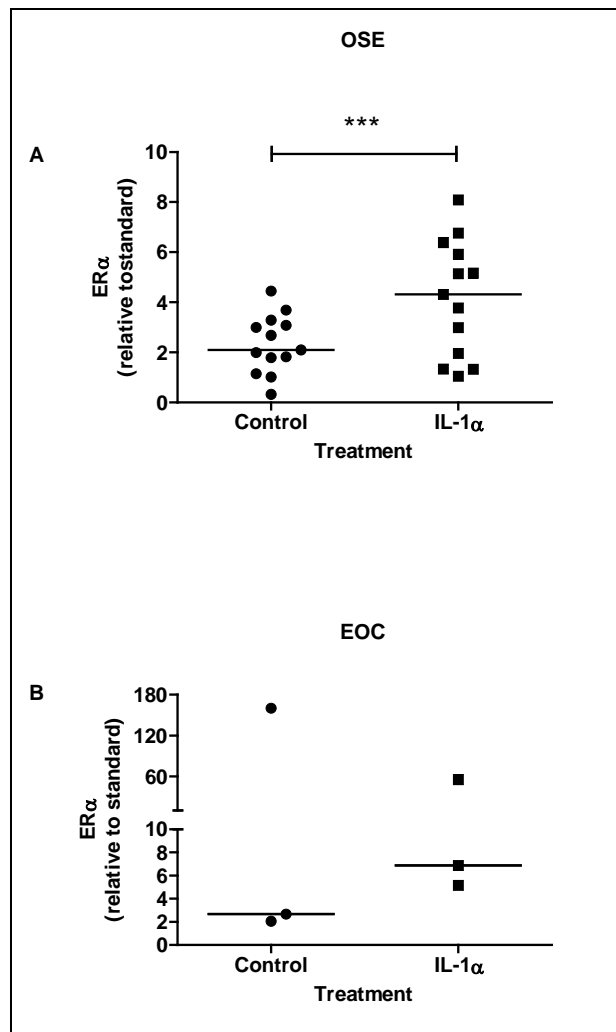 OSE
***
A
10
8
6
4
2
0
ERα
(relative tostandard)
Control
IL-1α
Treatment
EOC
B
180
120
60
10
8
6
4
2
0
ERα
(relative to standard)
Control
IL-1α
Treatment